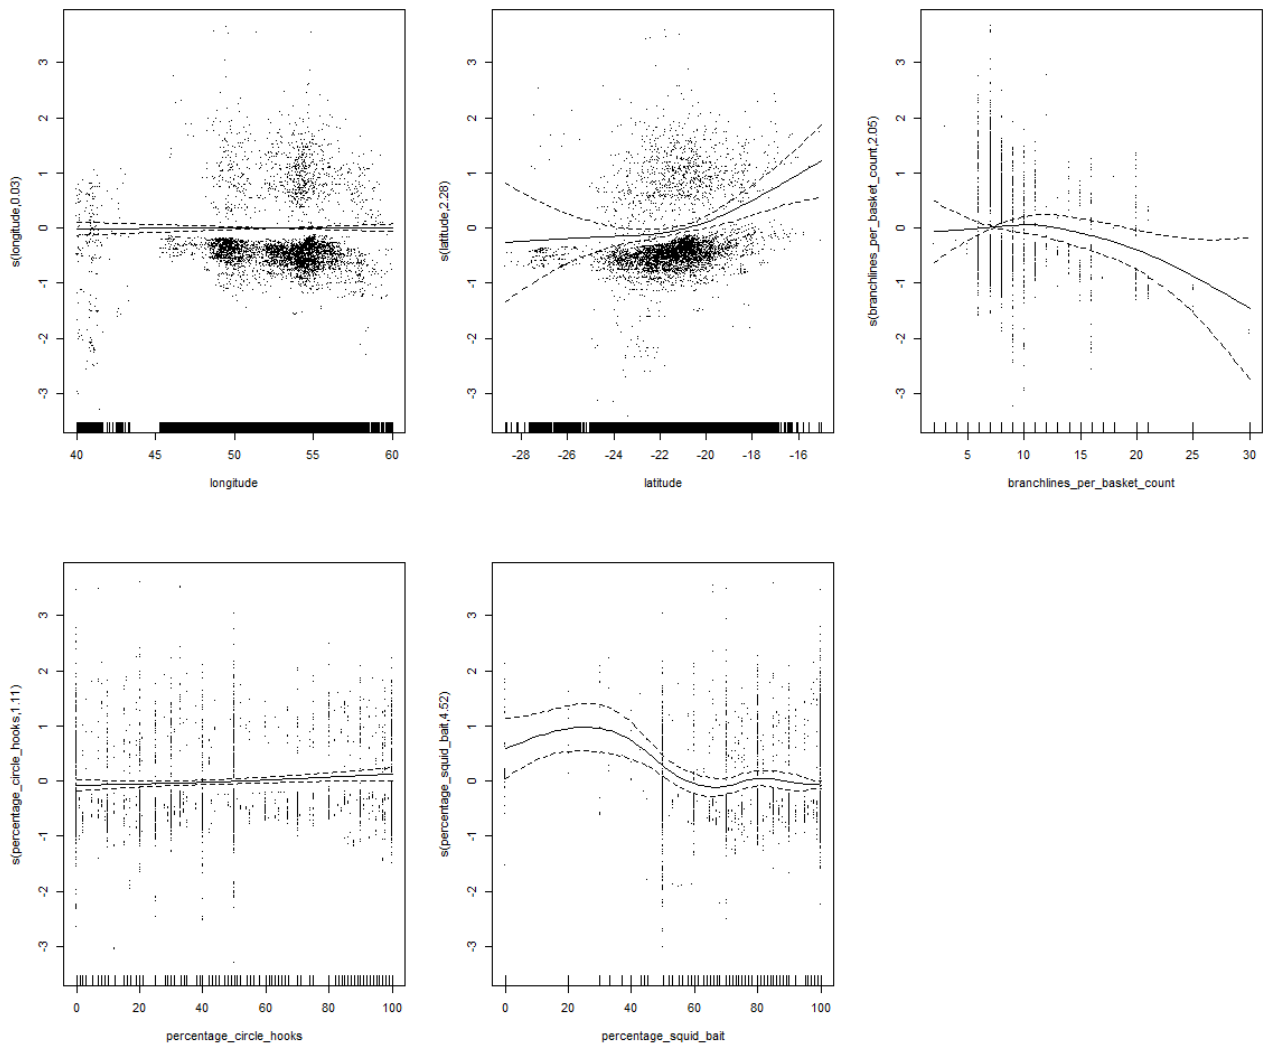 s(longitude,0.03)
3
2
1
0
-1
-2
-3
40 45 50 55 60
longitude
s(latitude,2.28)
3
2
1
0
-1
-2
-3
-28 -26 -24 -22 -20 -18 -16
latitude
s(branchlines_per_basket_count,2.05)
3
2
1
0
-1
-2
-3
5 10 15 20 25 30
branchlines_per_basket_count
s(percentage_circle_hooks,1.11)
3
2
1
0
-1
-2
-3
0 20 40 60 80 100
percentage_circle_hooks
s(percentage_squid_bait,4.52)
3
2
1
0
-1
-2
-3
0 20 40 60 80 100
percentage_squid_bait